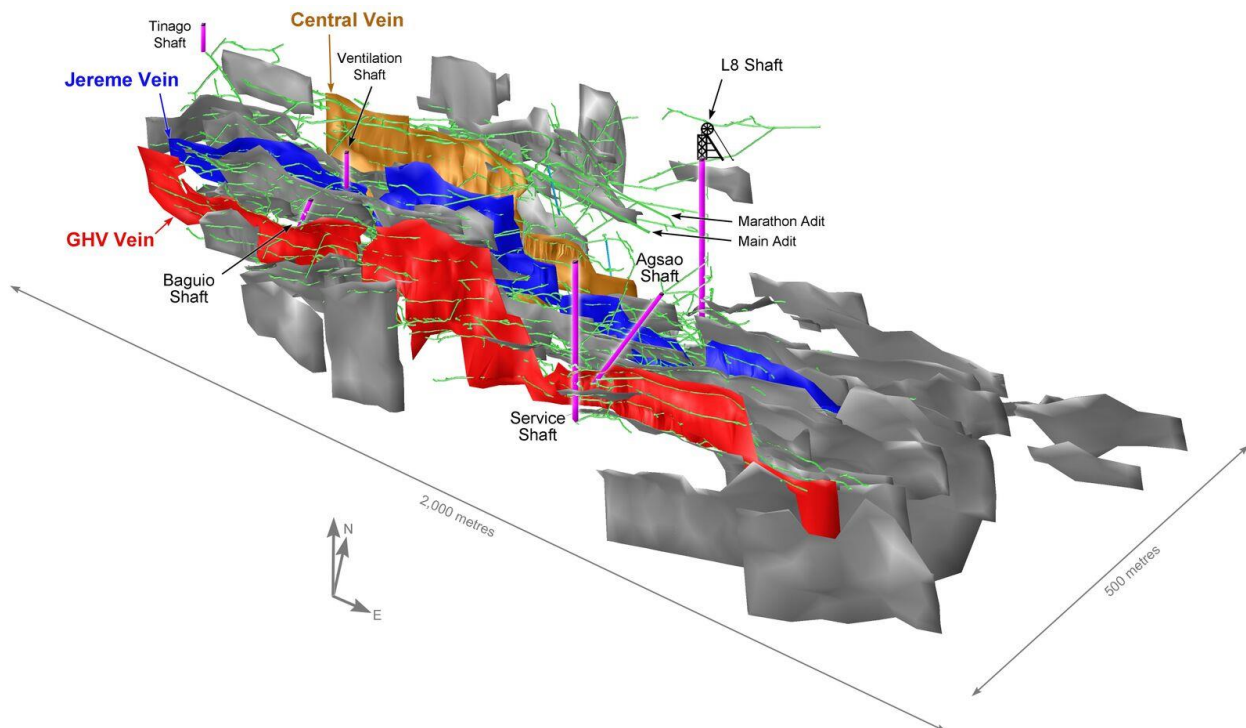 Tinago
Shaft
Central Vein
Ventilation
Shaft
Jereme Vein
L8 Shaft
Marathon Adit
Main Adit
GHV Vein
Agsao
Shaft
Baguio
Shaft
Service
Shaft
2,000 metres
500 metres
N
E